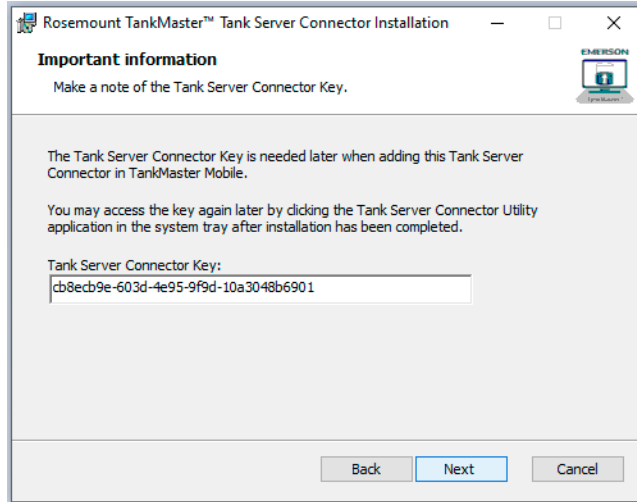 Rosemount TankMaster™ Tank Server Connector Installation
Important information
EMERSON
Make a note of the Tank Server Connector Key.
The Tank Server Connector Key is needed later when adding this Tank Server
Connector in TankMaster Mobile.
You may access the key again later by clicking the Tank Server Connector Utility
application in the system tray after installation has been completed.
Tank Server Connector Key:
cb8ecb9e-603d-4e95-9f9d-10a3048b6901
Back
Next
Cancel